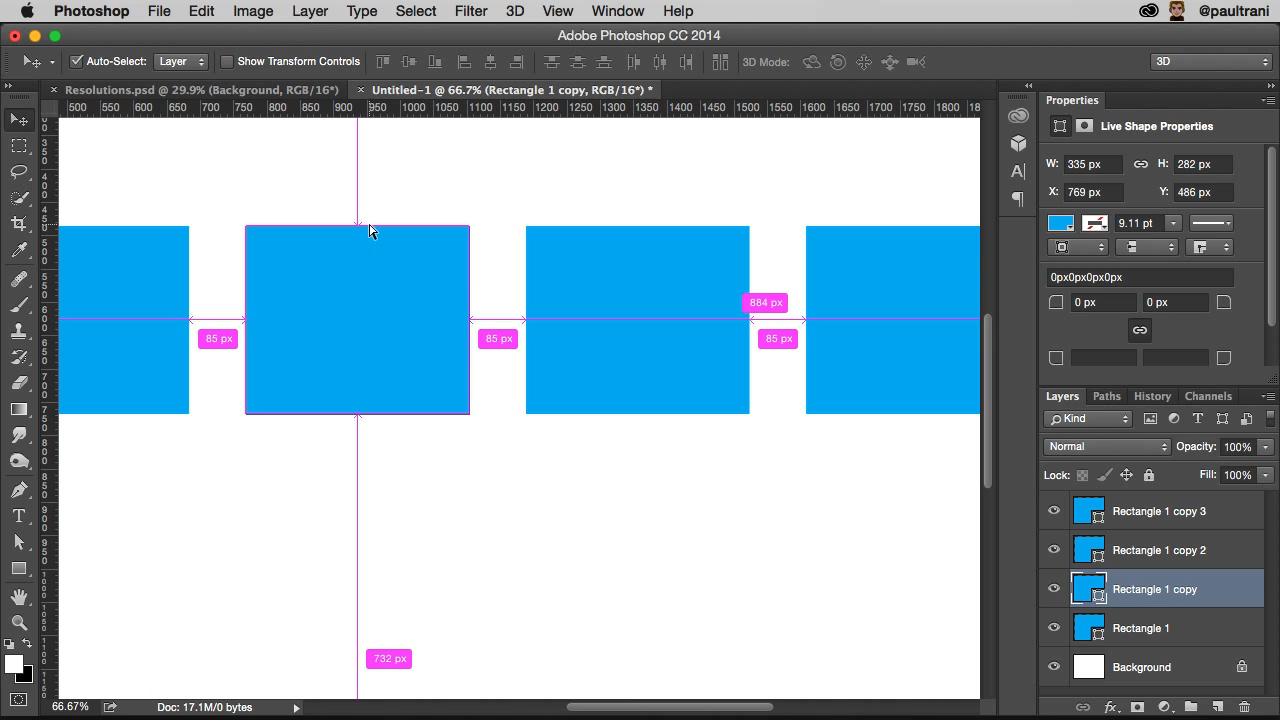 Photoshop File Edit Image Layer Type Select Filter 3D View Window Help @paultrani
Adobe Photoshop CC 2014
Auto-Select: Layer Show Transform Controls 3D Mode: 3D
Resolutions.psd @ 29.9% (Background, RGB/16*) Untitled-1 @ 66.7% (Rectangle 1 copy, RGB/16*) *
500 600 650 700 750 800 850 900 950 1000 1050 1100 1150 1200 1250 1300 1350 1400 1450 1500 1550 1600 1650 1700 1750 1800
Properties
Live Shape Properties
W: 335 px H: 282 px
X: 769 px Y: 486 px
9.11 pt
0px0px0px0px
0 px 0 px
884 px
85 px 85 px 85 px
732 px
Layers Paths History Channels
Kind T
Normal Opacity: 100%
Lock: Fill: 100%
Rectangle 1 copy 3
Rectangle 1 copy 2
Rectangle 1 copy
Rectangle 1
Background
66.67% Doc: 17.1M/0 bytes